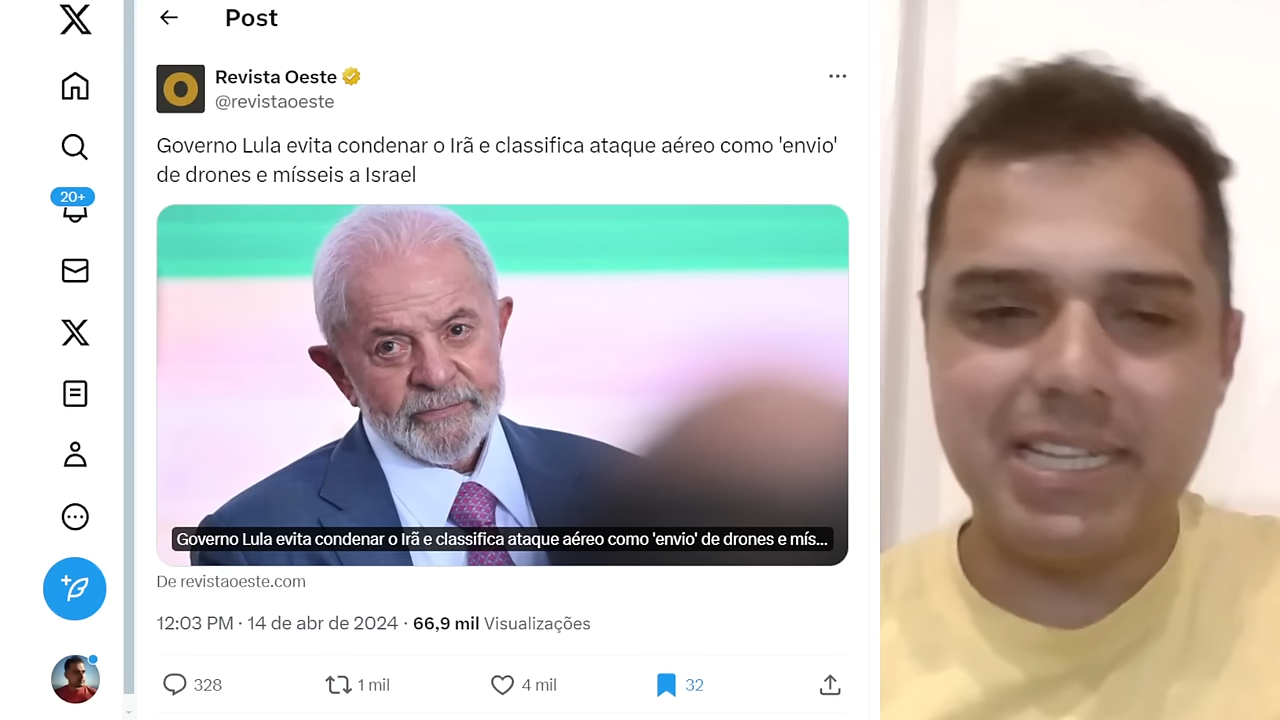 Post
Revista Oeste
@revistaoeste
Governo Lula evita condenar o Irã e classifica ataque aéreo como 'envio'
de drones e mísseis a Israel
20+
Governo Lula evita condenar o Irã e classifica ataque aéreo como 'envio' de drones e mís...
De revistaoeste.com
12:03 PM · 14 de abr de 2024 · 66,9 mil Visualizações
328 1 mil 4 mil 32